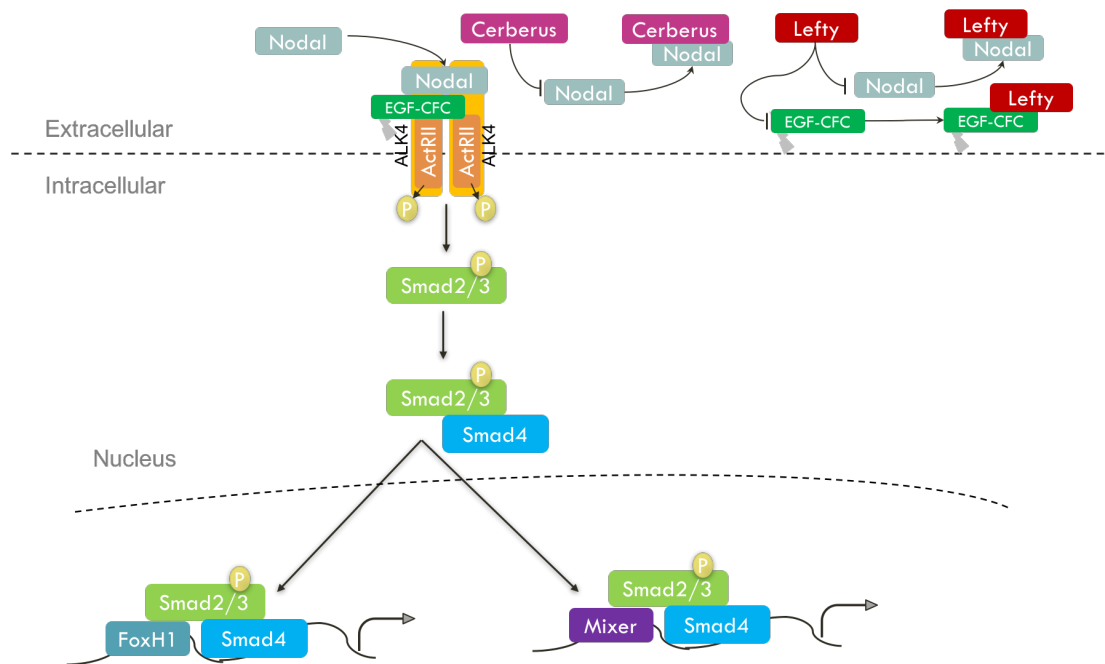 Nodal
Cerberus
Cerberus
Nodal
Nodal
Lefty
Lefty
Nodal
Nodal
Lefty
Nodal
EGF-CFC
EGF-CFC
EGF-CFC
ALK4
ActRII
ActRII
ALK4
Extracellular
Intracellular
P
P
P
Smad2/3
P
Smad2/3
Smad4
Nucleus
P
Smad2/3
FoxH1
Smad4
P
Smad2/3
Mixer
Smad4